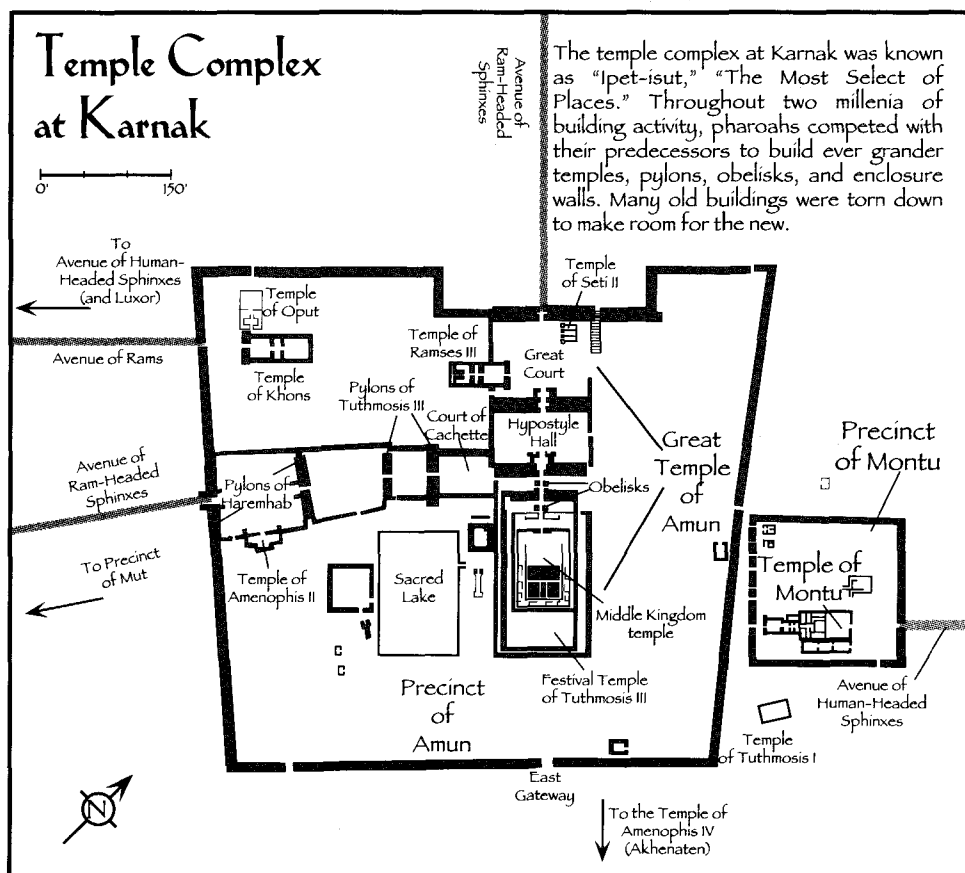 Temple Complex
at Karnak
0'
150'
Avenue of
Ram-Headed
Sphinxes
The temple complex at Karnak was known
as "Ipet-isut," "The Most Select of
Places." Throughout two millenia of
building activity, pharoahs competed with
their predecessors to build ever grander
temples, pylons, obelisks, and enclosure
walls. Many old buildings were torn down
to make room for the new.
To
Avenue of Human-
Headed Sphinxes
(and Luxor)
Avenue of Rams
Temple
of Oput
Temple
of Khons
Temple of
Ramses III
Temple
of Seti II
Great
Court
Pylons of
Tuthmosis III
Court of
Cachette
Hypostyle
Hall
Great
Temple
of
Amun
Precinct
of Montu
Avenue of
Ram-Headed
Sphinxes
Pylons of
Haremhab
Obelisks
To Precinct
of Mut
Temple of
Amenophis II
Sacred
Lake
Middle Kingdom
temple
Temple of
Montu
Festival Temple
of Tuthmosis III
Precinct
of
Amun
Avenue of
Human-Headed
Sphinxes
Temple
of Tuthmosis I
East
Gateway
N
To the Temple of
Amenophis IV
(Akhenaten)